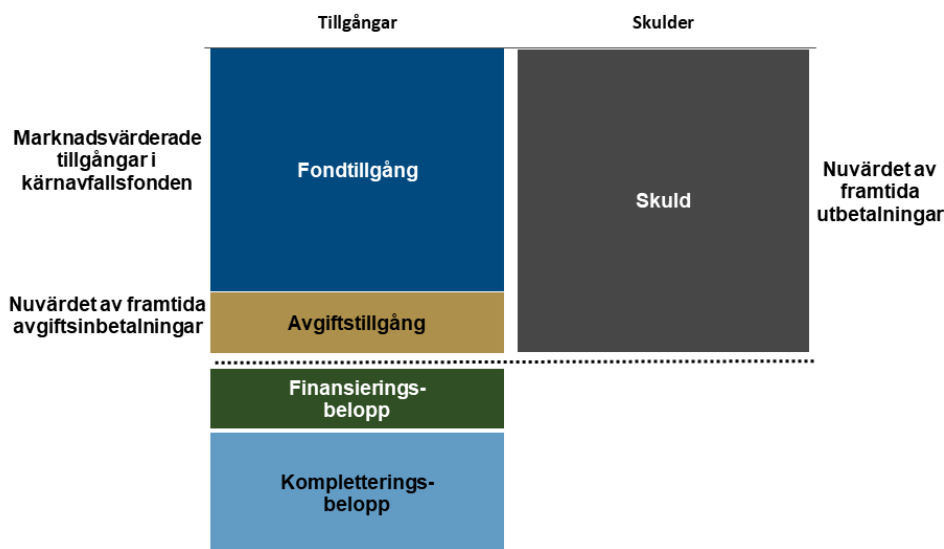 Tillgångar
Skulder
Marknadsvärderade
tillgångar i
kärnavfallsfonden
Fondtillgång
Skuld
Nuvärdet av
framtida
utbetalningar
Nuvärdet av framtida
avgiftsinbetalningar
Avgiftstillgång
Finansierings-
belopp
Kompletterings-
belopp